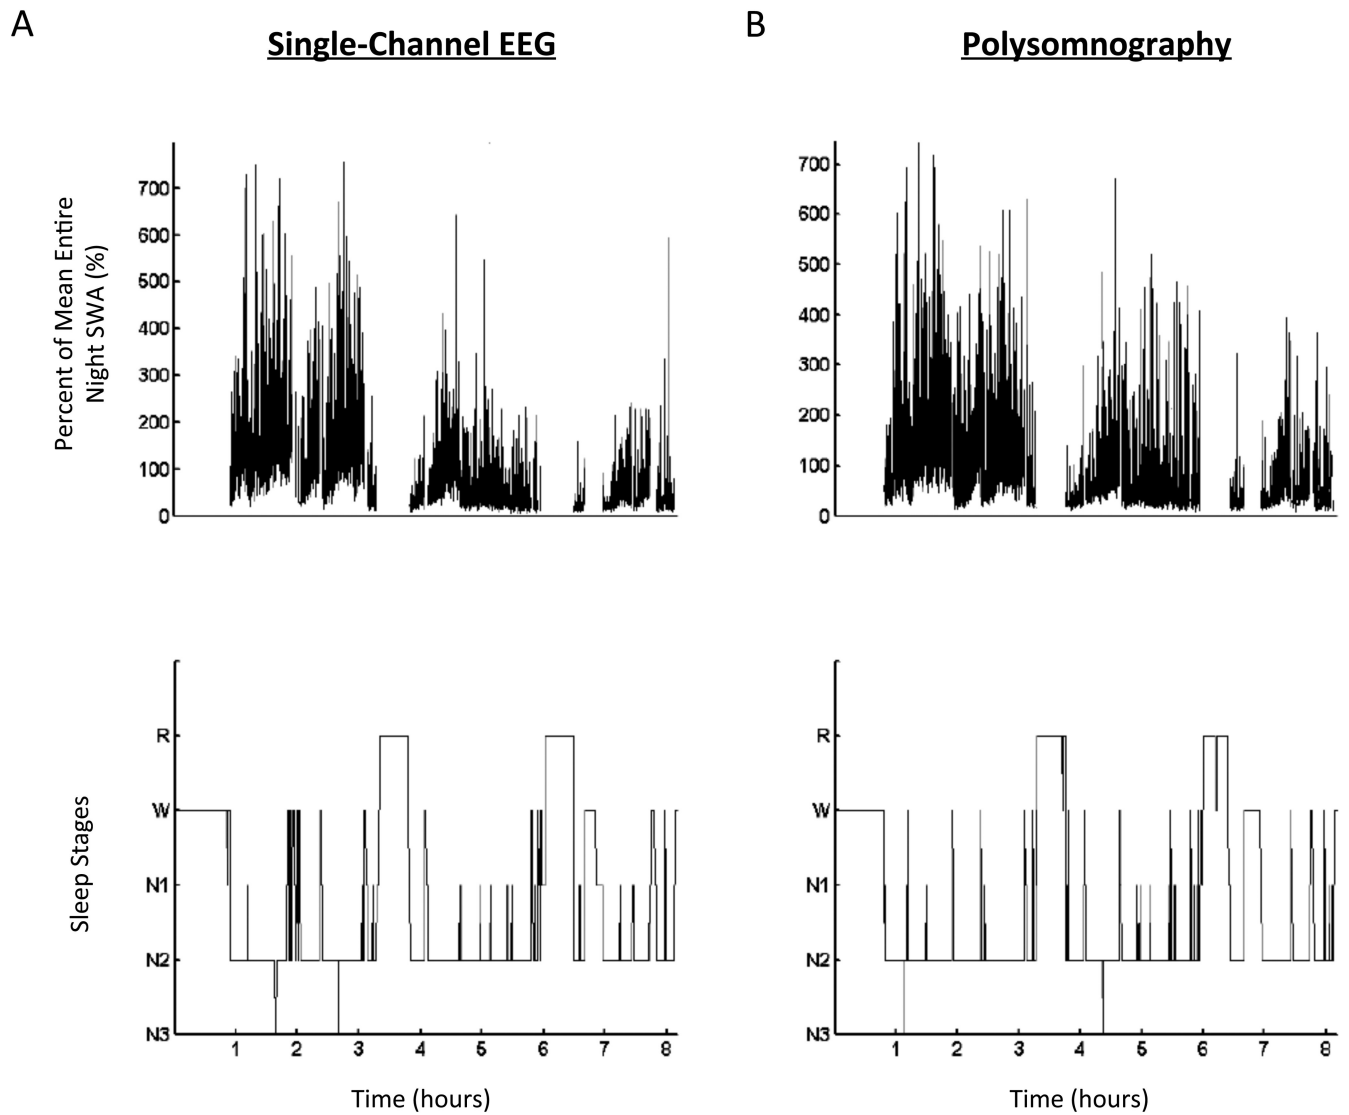 A
Single-Channel EEG
B
Polysomnography
Percent of Mean Entire
Night SWA (%)
700
600
500
400
300
200
100
0
700
600
500
400
300
200
100
0
Sleep Stages
R
W
N1
N2
N3
1 2 3 4 5 6 7 8
Time (hours)
R
W
N1
N2
N3
1 2 3 4 5 6 7 8
Time (hours)